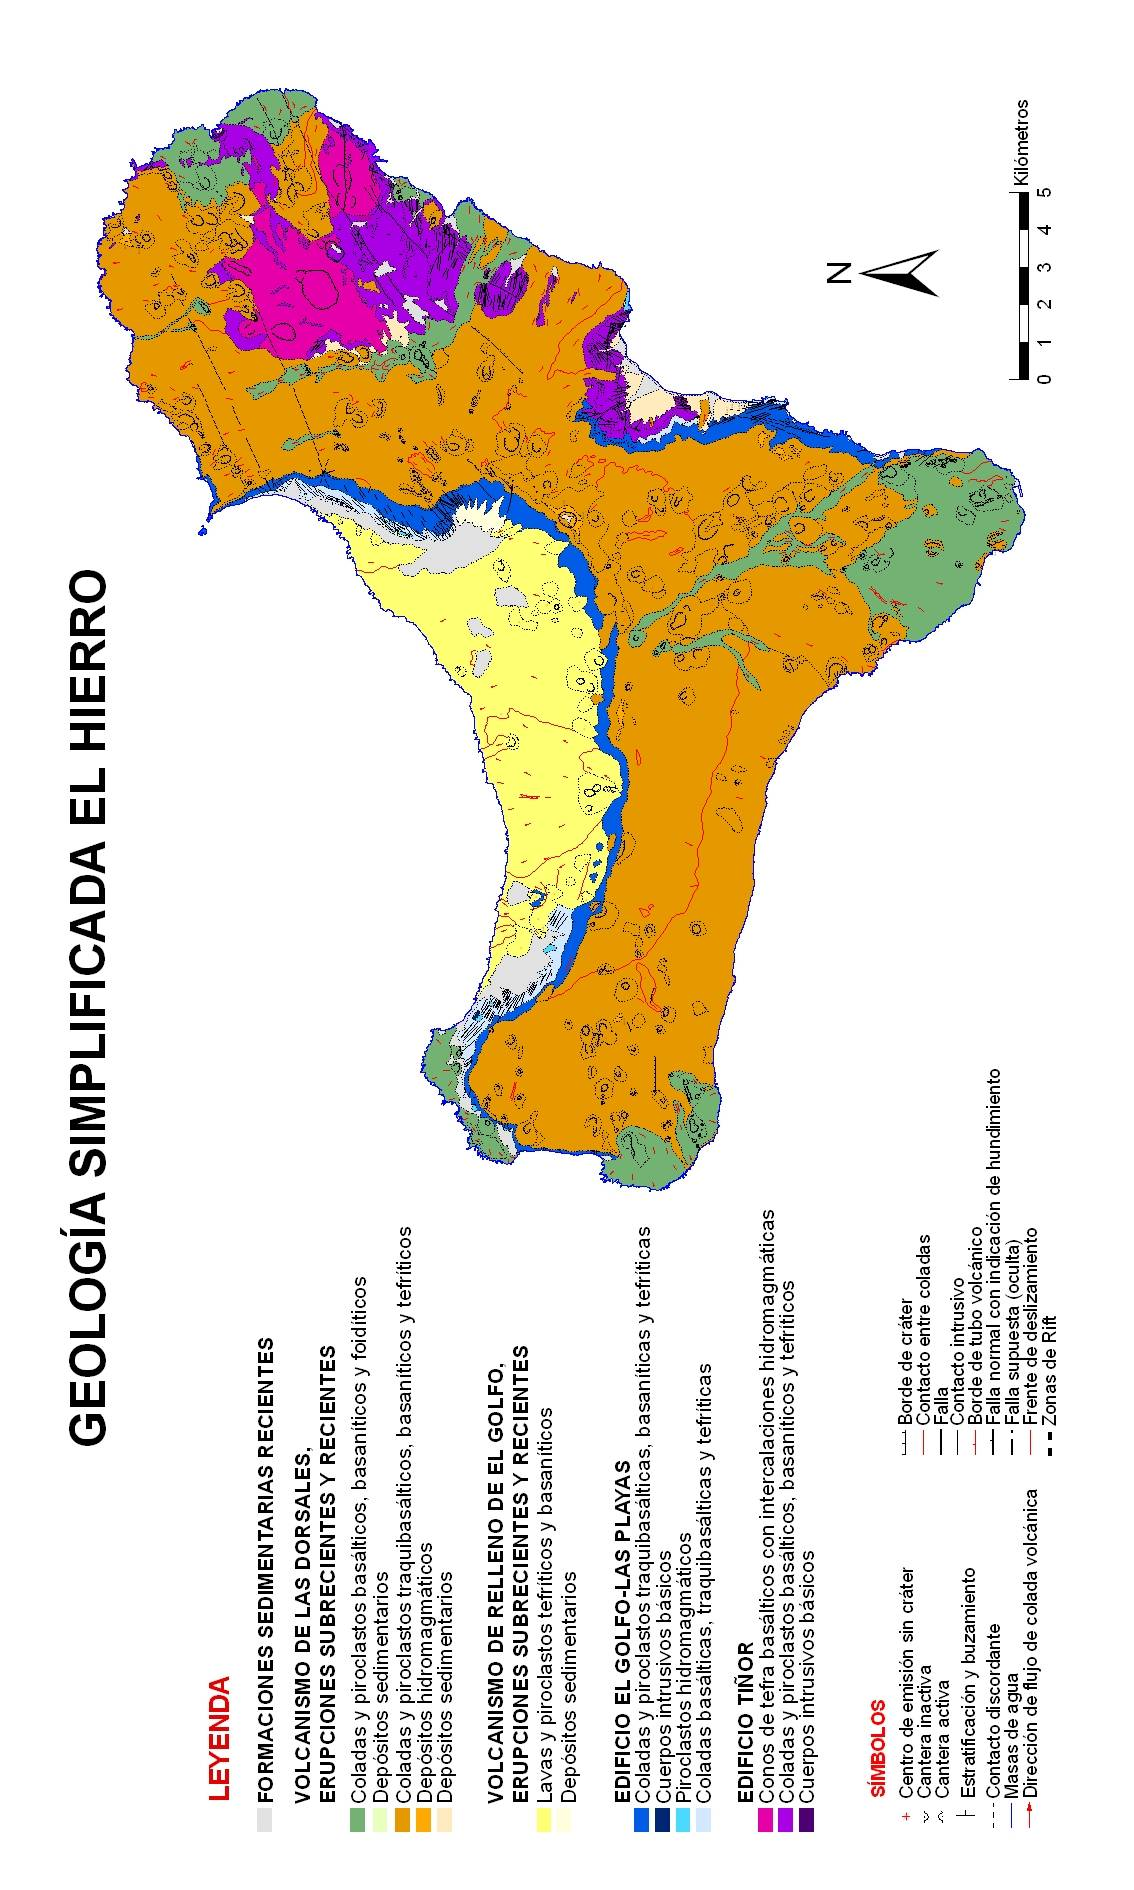 GEOLOGÍA SIMPLIFICADA EL HIERRO
LEYENDA
FORMACIONES SEDIMENTARIAS RECIENTES
VOLCANISMO DE LAS DORSALES,
ERUPCIONES SUBRECIENTES Y RECIENTES
Coladas y piroclastos basálticos, basaníticos y foidíticos
Depósitos sedimentarios
Coladas y piroclastos traquibasálticos, basaníticos y tefríticos
Depósitos hidromagmáticos
Depósitos sedimentarios
VOLCANISMO DE RELLENO DE EL GOLFO,
ERUPCIONES SUBRECIENTES Y RECIENTES
Lavas y piroclastos tefríticos y basaníticos
Depósitos sedimentarios
EDIFICIO EL GOLFO-LAS PLAYAS
Coladas y piroclastos traquibasálticas, basaníticas y tefríticas
Cuerpos intrusivos básicos
Piroclastos hidromagmáticos
Coladas basálticas, traquibasálticas y tefríticas
EDIFICIO TIÑOR
Conos de tefra basálticos con intercalaciones hidromagmáticas
Coladas y piroclastos basálticos, basaníticos y tefríticos
Cuerpos intrusivos básicos
SÍMBOLOS
Centro de emisión sin cráter
Cantera inactiva
Cantera activa
Estratificación y buzamiento
Contacto discordante
Masas de agua
Dirección de flujo de colada volcánica
Borde de cráter
Contacto entre coladas
Falla
Contacto intrusivo
Borde de tubo volcánico
Falla normal con indicación de hundimiento
Falla supuesta (oculta)
Frente de deslizamiento
Zonas de Rift
N
0 1 2 3 4 5
Kilómetros